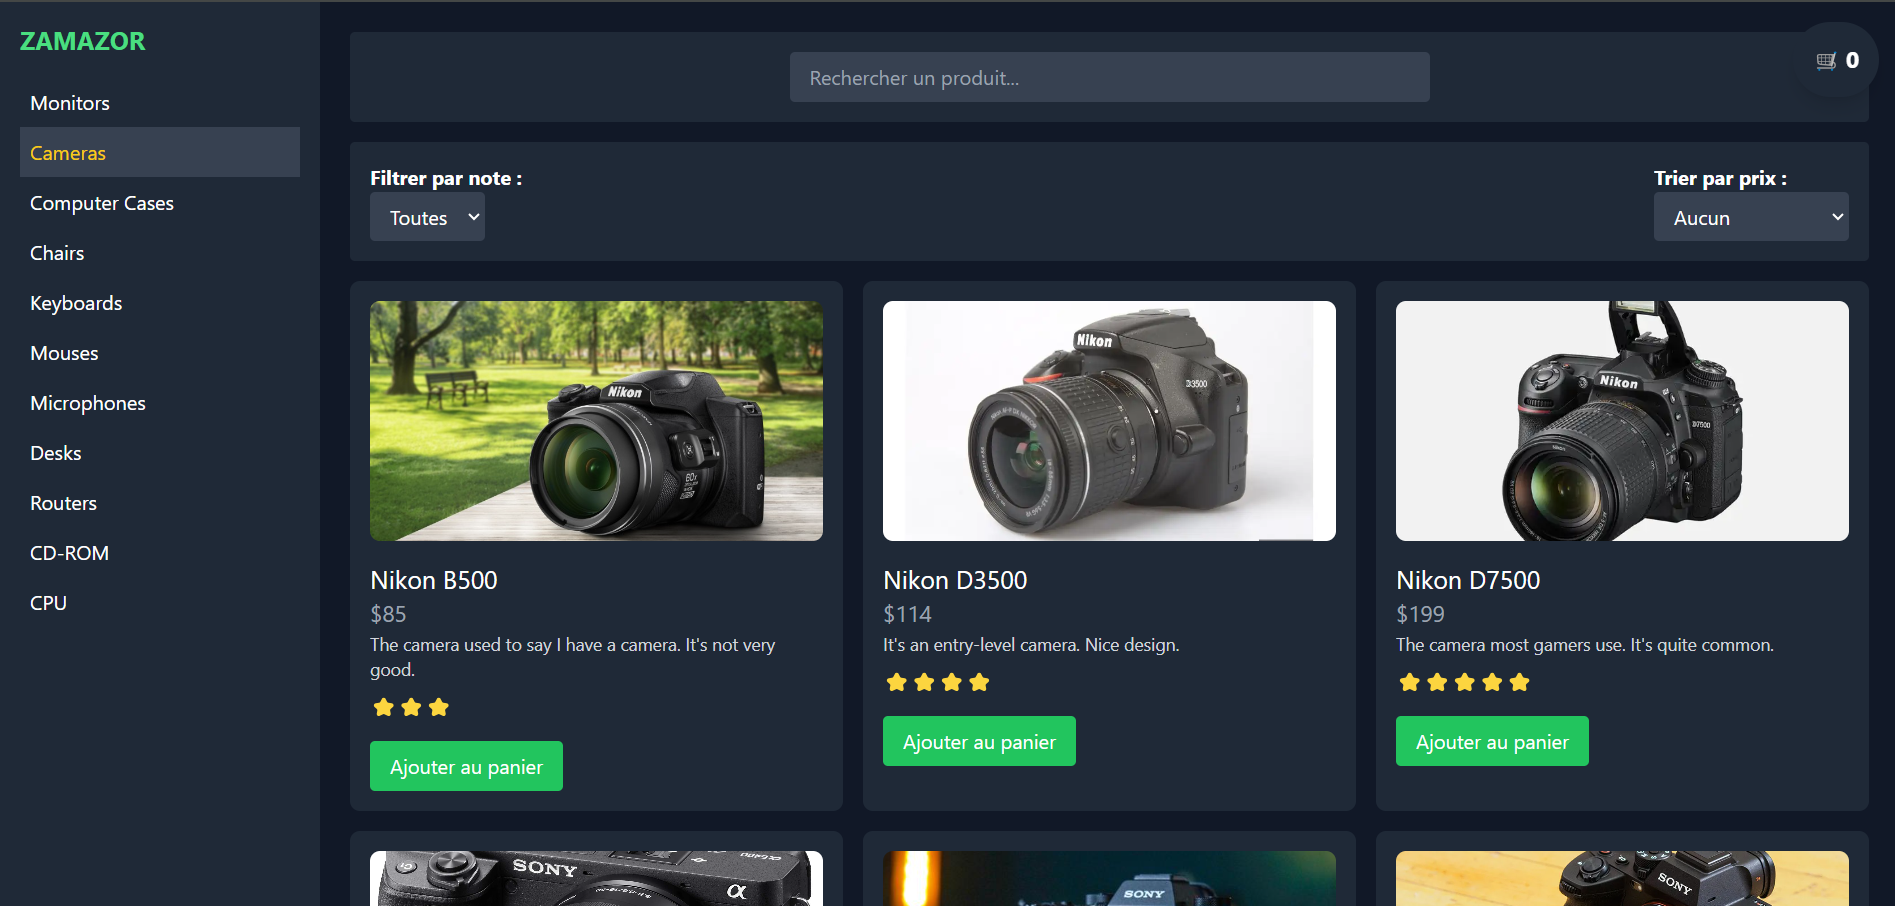 ZAMAZOR
Monitors
Cameras
Computer Cases
Chairs
Keyboards
Mouses
Microphones
Desks
Routers
CD-ROM
CPU
Rechercher un produit...
0
Filtrer par note :
Toutes
Trier par prix :
Aucun
Nikon
Nikon B500
$85
The camera used to say I have a camera. It's not very
good.
Ajouter au panier
Nikon
D3500
Nikon D3500
$114
It's an entry-level camera. Nice design.
Ajouter au panier
Nikon
D7500
Nikon D7500
$199
The camera most gamers use. It's quite common.
Ajouter au panier
SONY
α
SONY
SONY